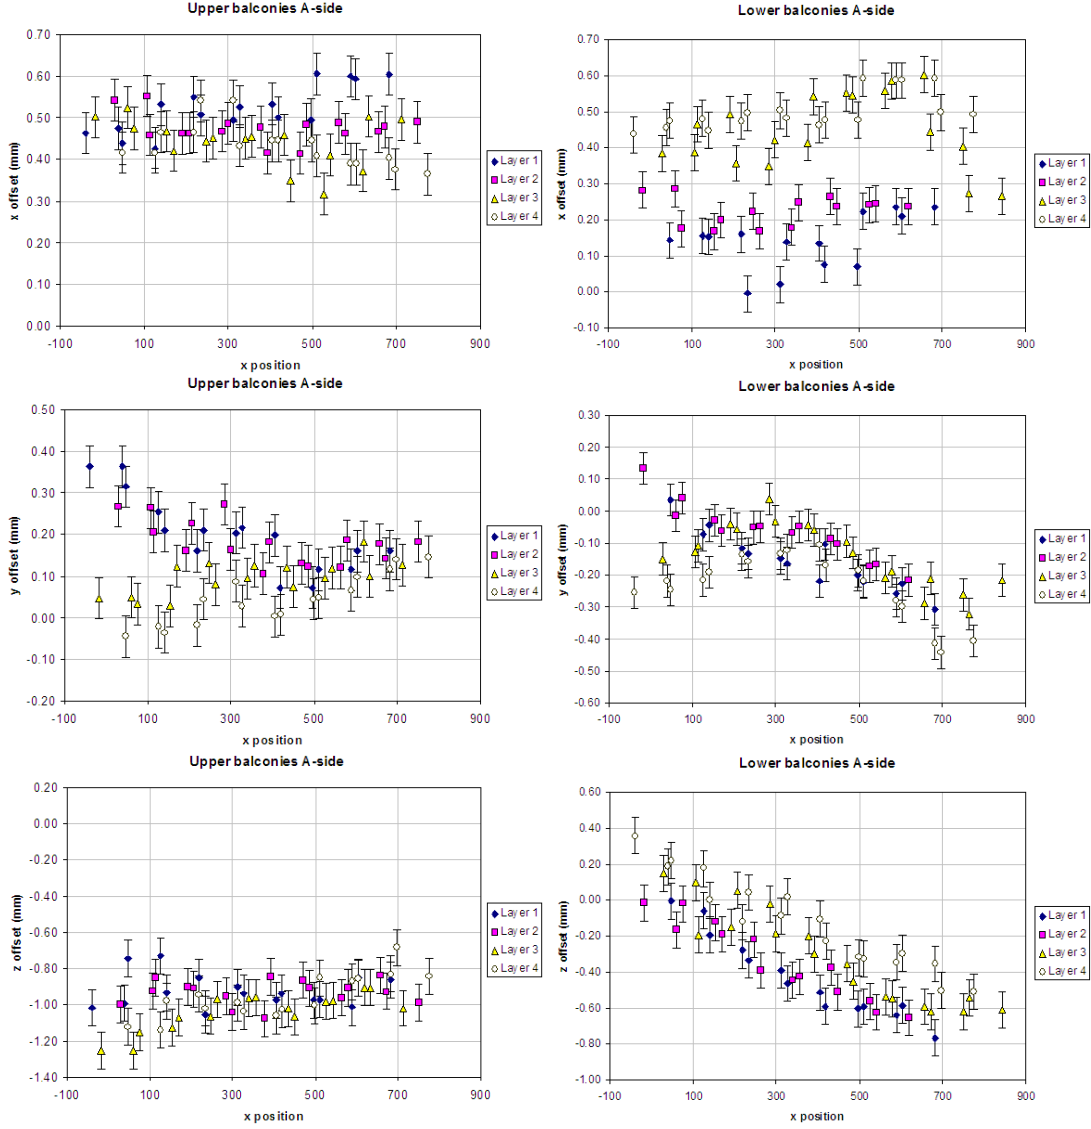 Upper balconies A-side
0.70
0.60
0.50
0.40
0.30
0.20
0.10
0.00
-100 100 300 500 700 900
x offset (mm)
x position
Layer 1
Layer 2
Layer 3
Layer 4
Lower balconies A-side
0.70
0.60
0.50
0.40
0.30
0.20
0.10
0.00
-0.10
-100 100 300 500 700 900
x offset (mm)
x position
Layer 1
Layer 2
Layer 3
Layer 4
Upper balconies A-side
0.50
0.40
0.30
0.20
0.10
0.00
-0.10
-0.20
-100 100 300 500 700 900
y offset (mm)
x position
Layer 1
Layer 2
Layer 3
Layer 4
Lower balconies A-side
0.30
0.20
0.10
0.00
-0.10
-0.20
-0.30
-0.40
-0.50
-0.60
-100 100 300 500 700 900
y offset (mm)
x position
Layer 1
Layer 2
Layer 3
Layer 4
Upper balconies A-side
0.20
0.00
-0.20
-0.40
-0.60
-0.80
-1.00
-1.20
-1.40
-100 100 300 500 700 900
z offset (mm)
x position
Layer 1
Layer 2
Layer 3
Layer 4
Lower balconies A-side
0.60
0.40
0.20
0.00
-0.20
-0.40
-0.60
-0.80
-1.00
-100 100 300 500 700 900
z offset (mm)
x position
Layer 1
Layer 2
Layer 3
Layer 4